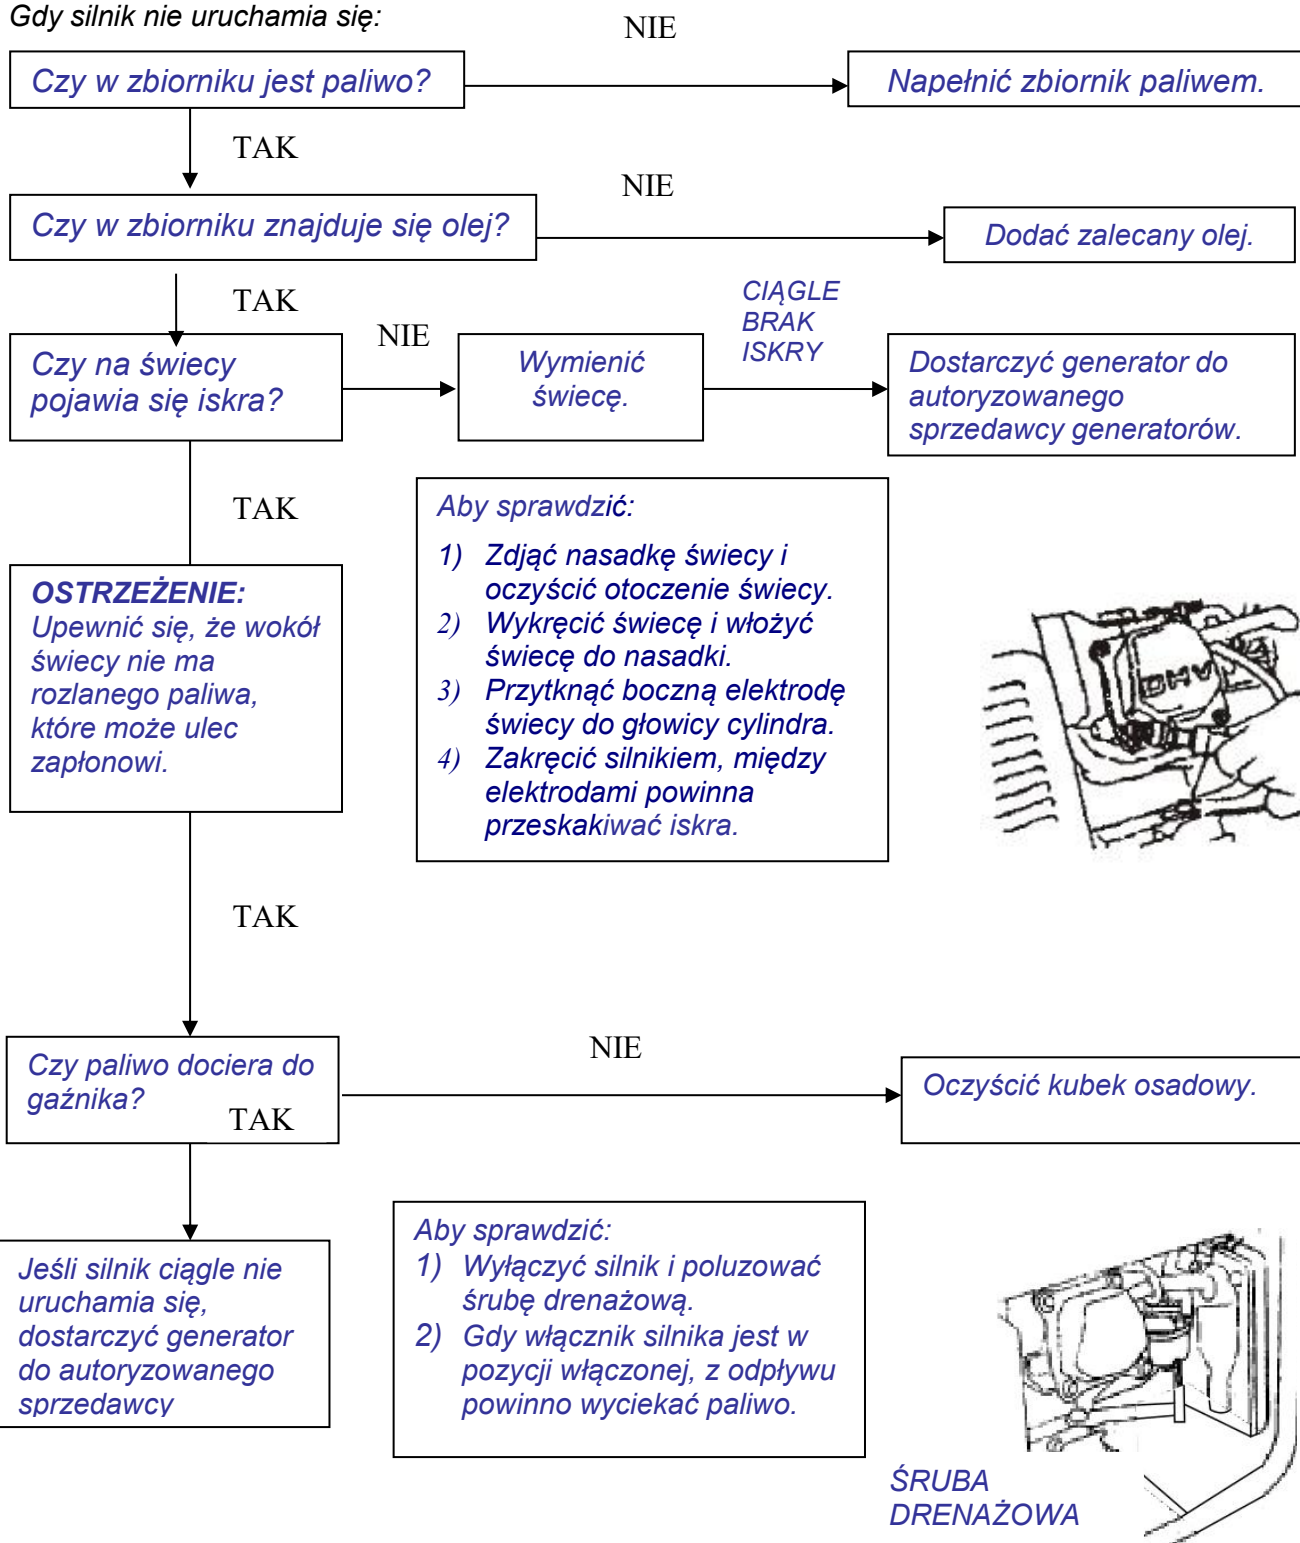 Gdy silnik nie uruchamia się:
NIE
Czy w zbiorniku jest paliwo?
Napełnić zbiornik paliwem.
TAK
NIE
Czy w zbiorniku znajduje się olej?
Dodać zalecany olej.
TAK
NIE
CIĄGLE
BRAK
ISKRY
Czy na świecy
pojawia się iskra?
Wymienić
świecę.
Dostarczyć generator do
autoryzowanego
sprzedawcy generatorów.
TAK
Aby sprawdzić:
1) Zdjąć nasadkę świecy i
oczyścić otoczenie świecy.
2) Wykręcić świecę i włożyć
świecę do nasadki.
3) Przytknąć boczną elektrodę
świecy do głowicy cylindra.
4) Zakręcić silnikiem, między
elektrodami powinna
przeskakiwać iskra.
OSTRZEŻENIE:
Upewnić się, że wokół
świecy nie ma
rozlanego paliwa,
które może ulec
zapłonowi.
OHV
TAK
NIE
Czy paliwo dociera do
gaźnika?
TAK
Oczyścić kubek osadowy.
Jeśli silnik ciągle nie
uruchamia się,
dostarczyć generator
do autoryzowanego
sprzedawcy
Aby sprawdzić:
1) Wyłączyć silnik i poluzować
śrubę drenażową.
2) Gdy włącznik silnika jest w
pozycji włączonej, z odpływu
powinno wyciekać paliwo.
ŚRUBA
DRENAŻOWA